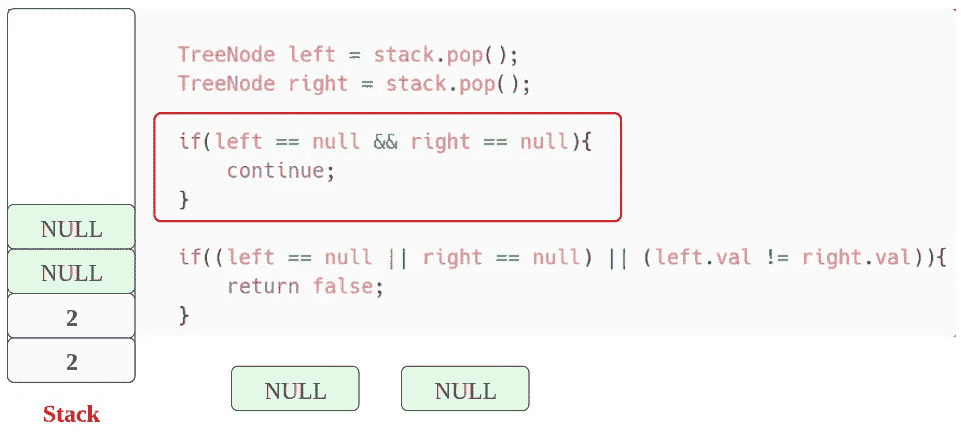 TreeNode left = stack.pop();
TreeNode right = stack.pop();
if(left == null && right == null){
continue;
}
if((left == null || right == null) || (left.val != right.val)){
return false;
}
NULL
NULL
2
2
Stack
NULL NULL